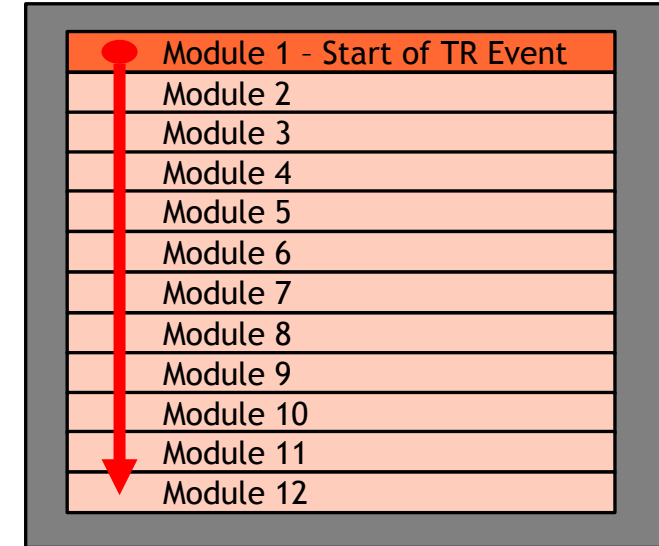 Module 1 – Start of TR Event
Module 2
Module 3
Module 4
Module 5
Module 6
Module 7
Module 8
Module 9
Module 10
Module 11
Module 12